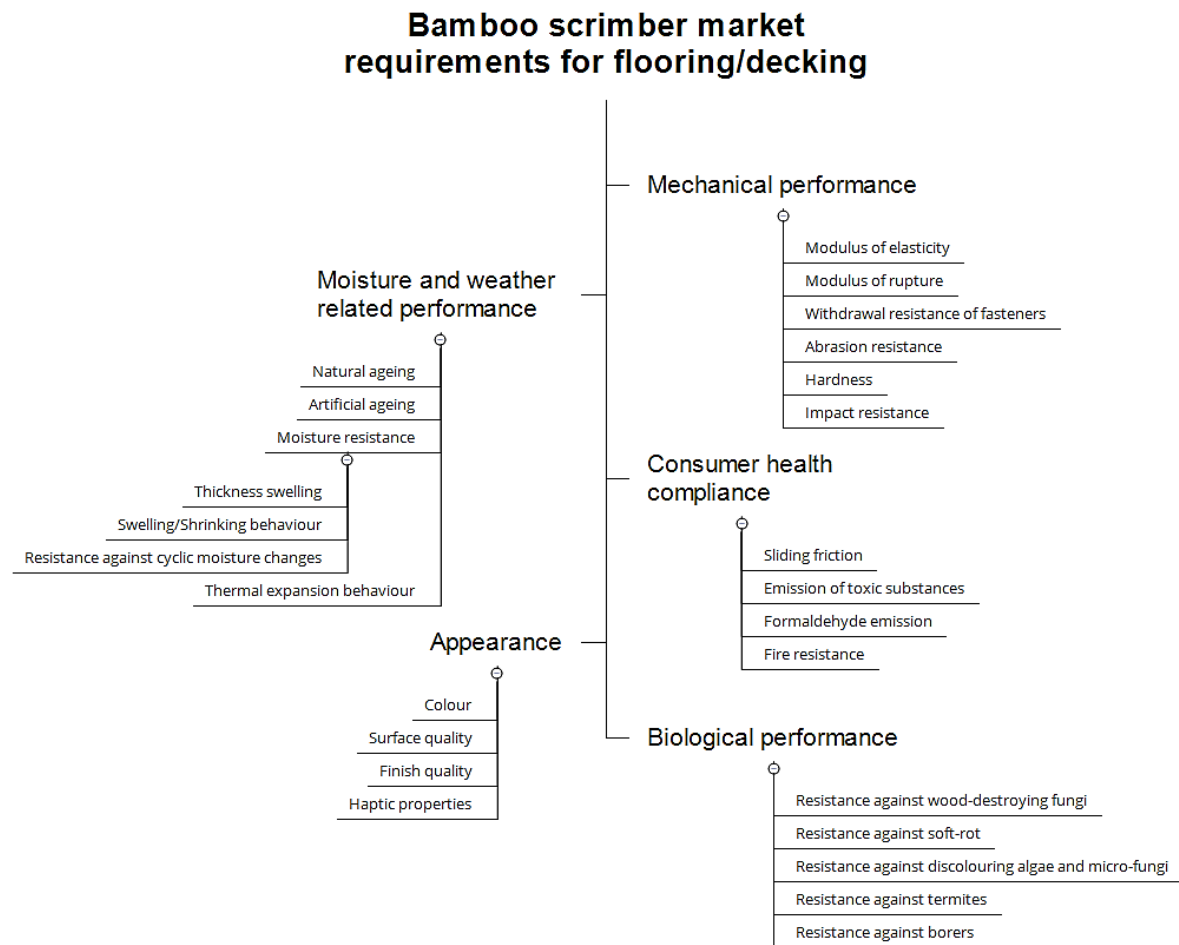 Bamboo scrimber market
requirements for flooring/decking
Mechanical performance
Modulus of elasticity
Modulus of rupture
Withdrawal resistance of fasteners
Abrasion resistance
Hardness
Impact resistance
Moisture and weather
related performance
Natural ageing
Artificial ageing
Moisture resistance
Thickness swelling
Swelling/Shrinking behaviour
Resistance against cyclic moisture changes
Thermal expansion behaviour
Consumer health
compliance
Sliding friction
Emission of toxic substances
Formaldehyde emission
Fire resistance
Appearance
Colour
Surface quality
Finish quality
Haptic properties
Biological performance
Resistance against wood-destroying fungi
Resistance against soft-rot
Resistance against discolouring algae and micro-fungi
Resistance against termites
Resistance against borers